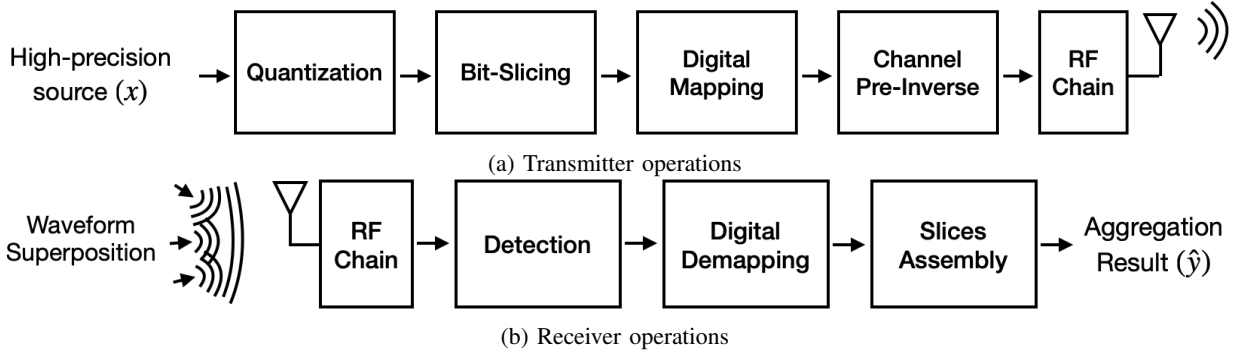 High-precision
source (x)
Quantization
Bit-Slicing
Digital
Mapping
Channel
Pre-Inverse
RF
Chain
(a) Transmitter operations
Waveform
Superposition
RF
Chain
Detection
Digital
Demapping
Slices
Assembly
Aggregation
Result (ŷ)
(b) Receiver operations